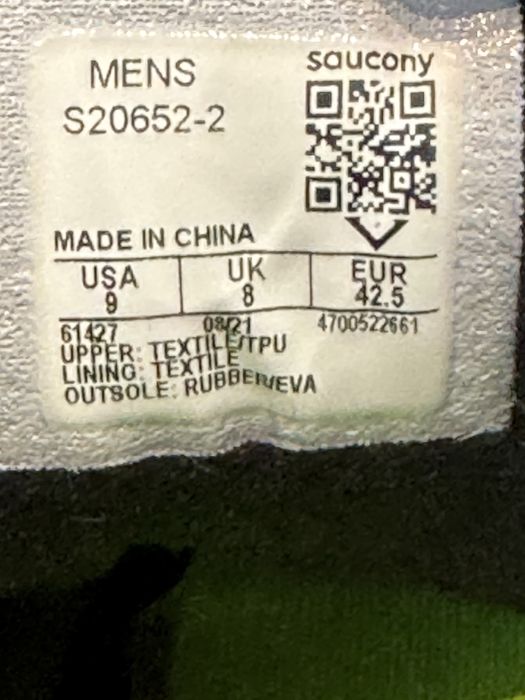 MENS
S20652-2
saucony
MADE IN CHINA
USA UK EUR
9 8 42.5
61427 08/21 4700522661
UPPER: TEXTILE/TPU
LINING: TEXTILE
OUTSOLE: RUBBER/EVA